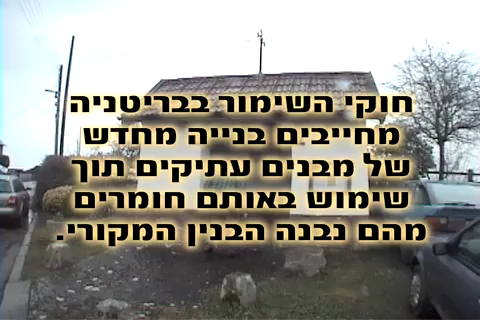 חוקי השימור בבריטניה
מחייבים בנייה מחדש
של מבנים עתיקים תוך
שימוש באותם חומרים
מהם נבנה הבנין המקורי.